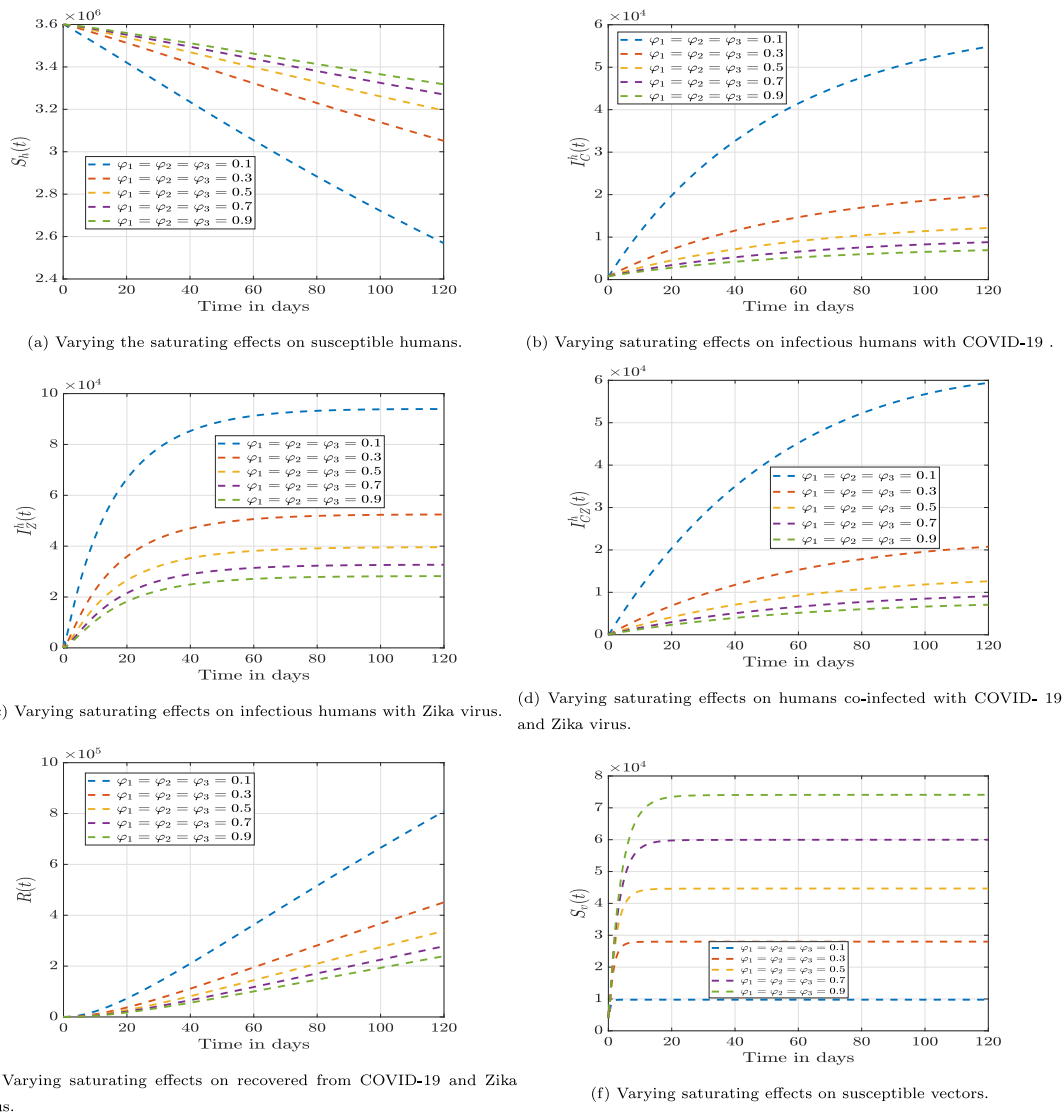 ×10⁶
3.6
3.4
3.2
3
2.8
2.6
2.4
S_h(t)
φ₁ = φ₂ = φ₃ = 0.1
φ₁ = φ₂ = φ₃ = 0.3
φ₁ = φ₂ = φ₃ = 0.5
φ₁ = φ₂ = φ₃ = 0.7
φ₁ = φ₂ = φ₃ = 0.9
0 20 40 60 80 100 120
Time in days
(a) Varying the saturating effects on susceptible humans.
×10⁴
6
5
4
3
2
1
0
I_C^h(t)
φ₁ = φ₂ = φ₃ = 0.1
φ₁ = φ₂ = φ₃ = 0.3
φ₁ = φ₂ = φ₃ = 0.5
φ₁ = φ₂ = φ₃ = 0.7
φ₁ = φ₂ = φ₃ = 0.9
0 20 40 60 80 100 120
Time in days
(b) Varying saturating effects on infectious humans with COVID-19 .
×10⁴
10
8
6
4
2
0
I_Z^h(t)
φ₁ = φ₂ = φ₃ = 0.1
φ₁ = φ₂ = φ₃ = 0.3
φ₁ = φ₂ = φ₃ = 0.5
φ₁ = φ₂ = φ₃ = 0.7
φ₁ = φ₂ = φ₃ = 0.9
0 20 40 60 80 100 120
Time in days
) Varying saturating effects on infectious humans with Zika virus.
×10⁴
6
5
4
3
2
1
0
I_CZ^h(t)
φ₁ = φ₂ = φ₃ = 0.1
φ₁ = φ₂ = φ₃ = 0.3
φ₁ = φ₂ = φ₃ = 0.5
φ₁ = φ₂ = φ₃ = 0.7
φ₁ = φ₂ = φ₃ = 0.9
0 20 40 60 80 100 120
Time in days
(d) Varying saturating effects on humans co-infected with COVID- 19
and Zika virus.
×10⁵
10
8
6
4
2
0
R(t)
φ₁ = φ₂ = φ₃ = 0.1
φ₁ = φ₂ = φ₃ = 0.3
φ₁ = φ₂ = φ₃ = 0.5
φ₁ = φ₂ = φ₃ = 0.7
φ₁ = φ₂ = φ₃ = 0.9
0 20 40 60 80 100 120
Time in days
Varying saturating effects on recovered from COVID-19 and Zika
us.
×10⁴
8
7
6
5
4
3
2
1
0
S_v(t)
φ₁ = φ₂ = φ₃ = 0.1
φ₁ = φ₂ = φ₃ = 0.3
φ₁ = φ₂ = φ₃ = 0.5
φ₁ = φ₂ = φ₃ = 0.7
φ₁ = φ₂ = φ₃ = 0.9
0 20 40 60 80 100 120
Time in days
(f) Varying saturating effects on susceptible vectors.